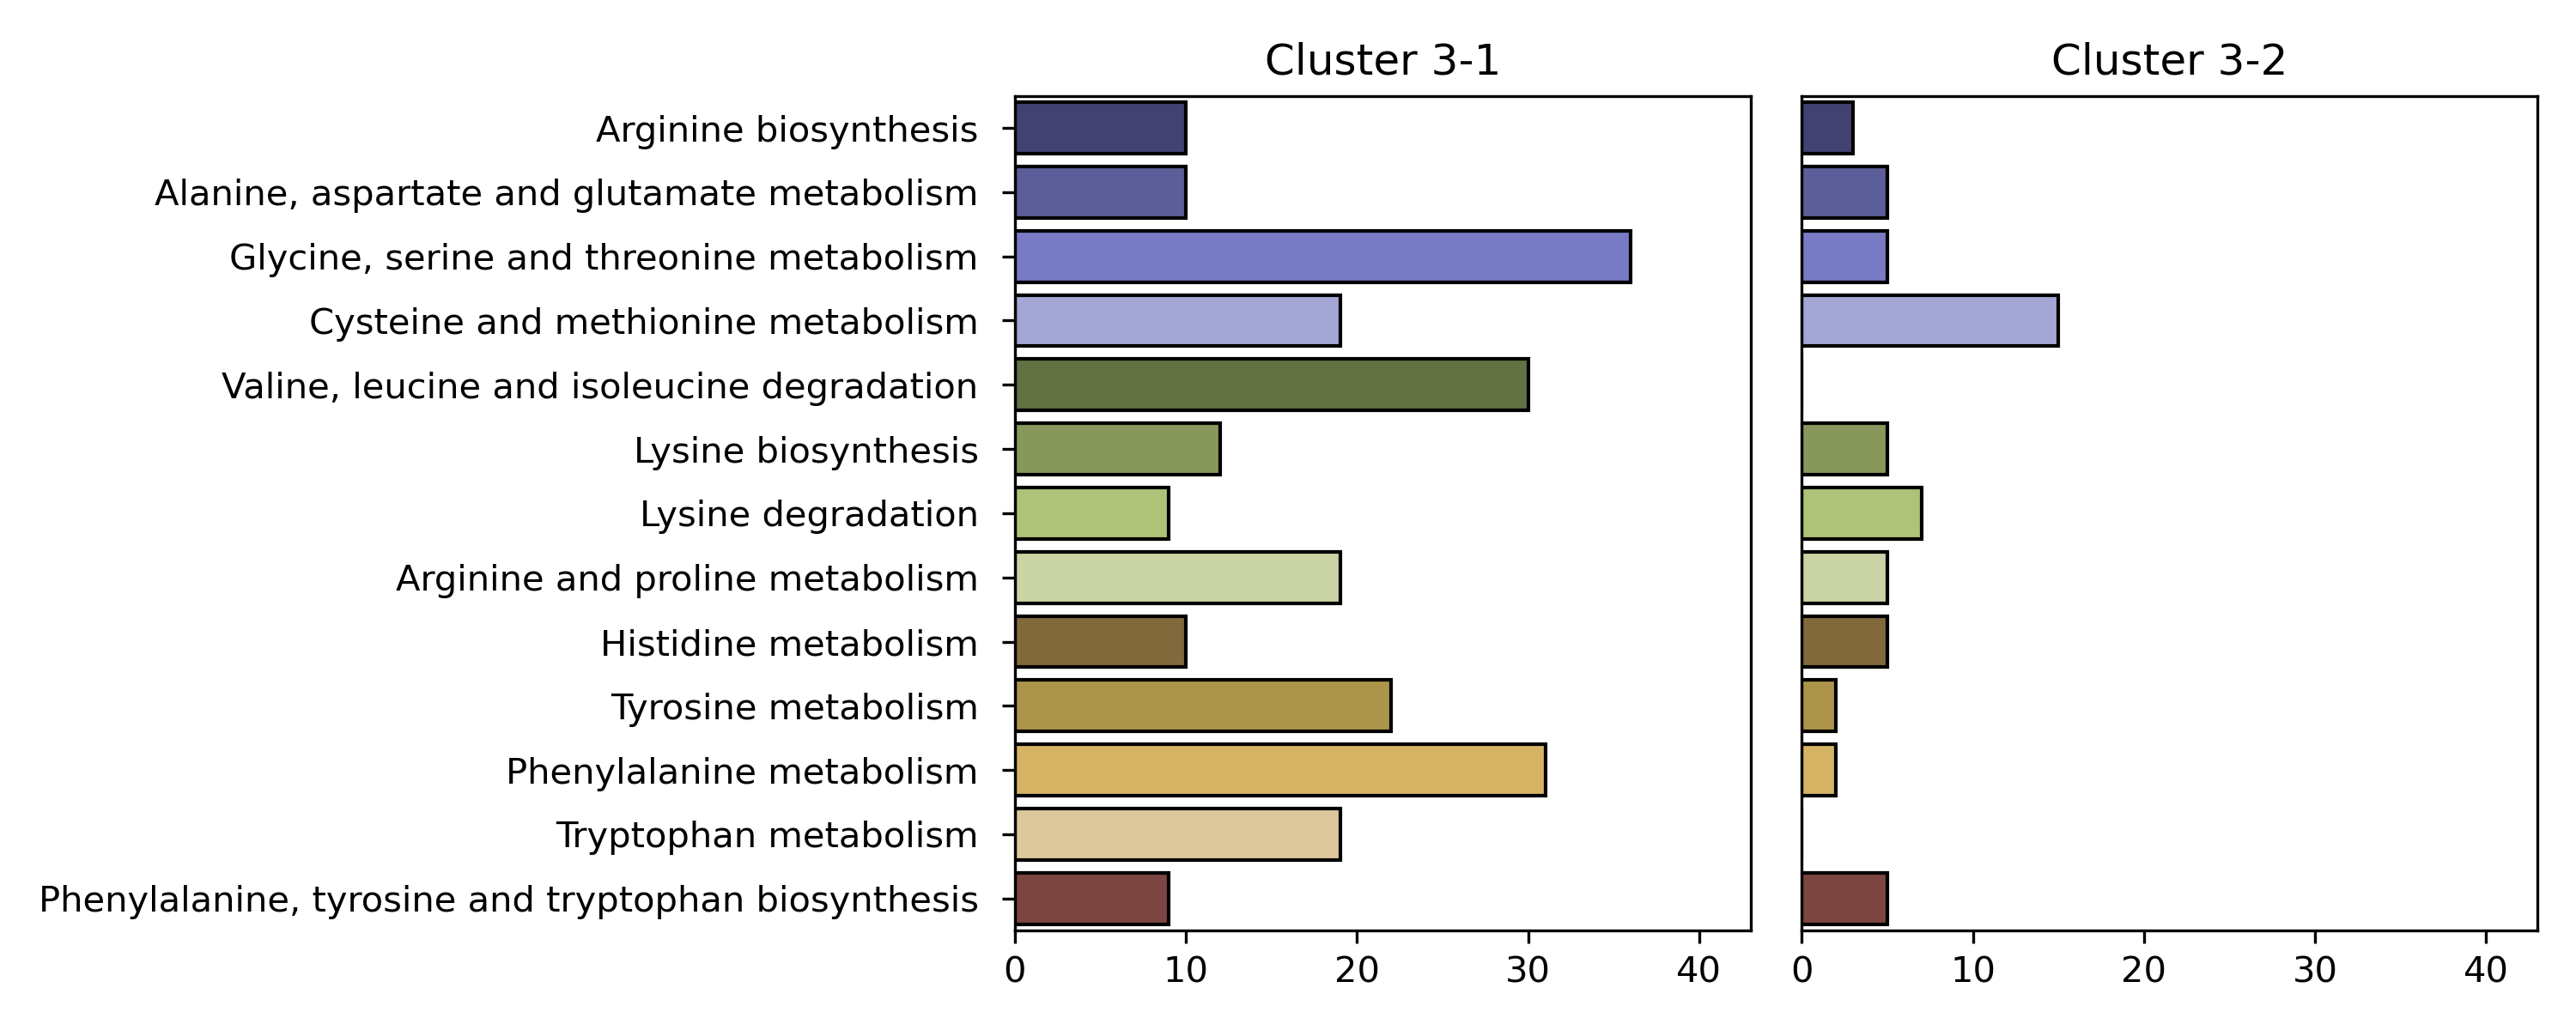 Cluster 3-1
Cluster 3-2
Arginine biosynthesis
Alanine, aspartate and glutamate metabolism
Glycine, serine and threonine metabolism
Cysteine and methionine metabolism
Valine, leucine and isoleucine degradation
Lysine biosynthesis
Lysine degradation
Arginine and proline metabolism
Histidine metabolism
Tyrosine metabolism
Phenylalanine metabolism
Tryptophan metabolism
Phenylalanine, tyrosine and tryptophan biosynthesis
0 10 20 30 40
0 10 20 30 40